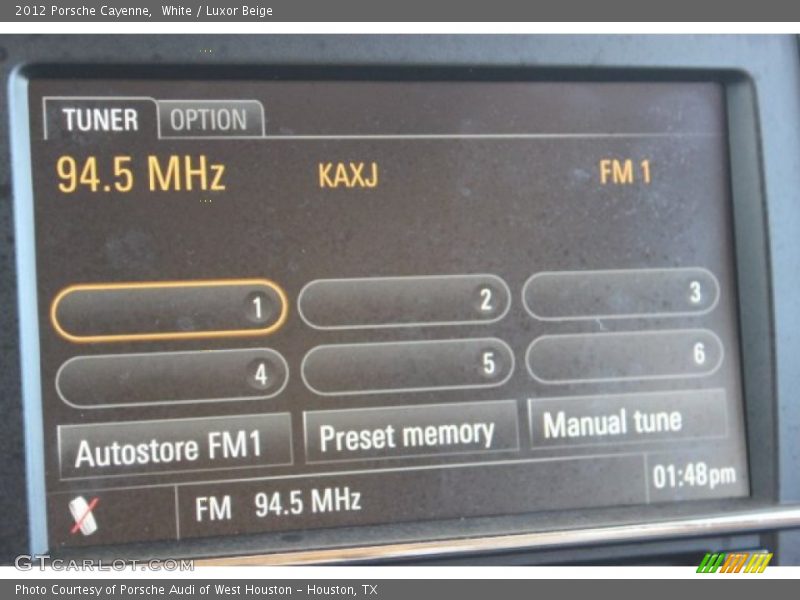 2012 Porsche Cayenne, White / Luxor Beige
TUNER OPTION
94.5 MHz KAXJ FM 1
1 2 3
4 5 6
Autostore FM1 Preset memory Manual tune
FM 94.5 MHz 01:48pm
GTCARLOT.COM
Photo Courtesy of Porsche Audi of West Houston - Houston, TX